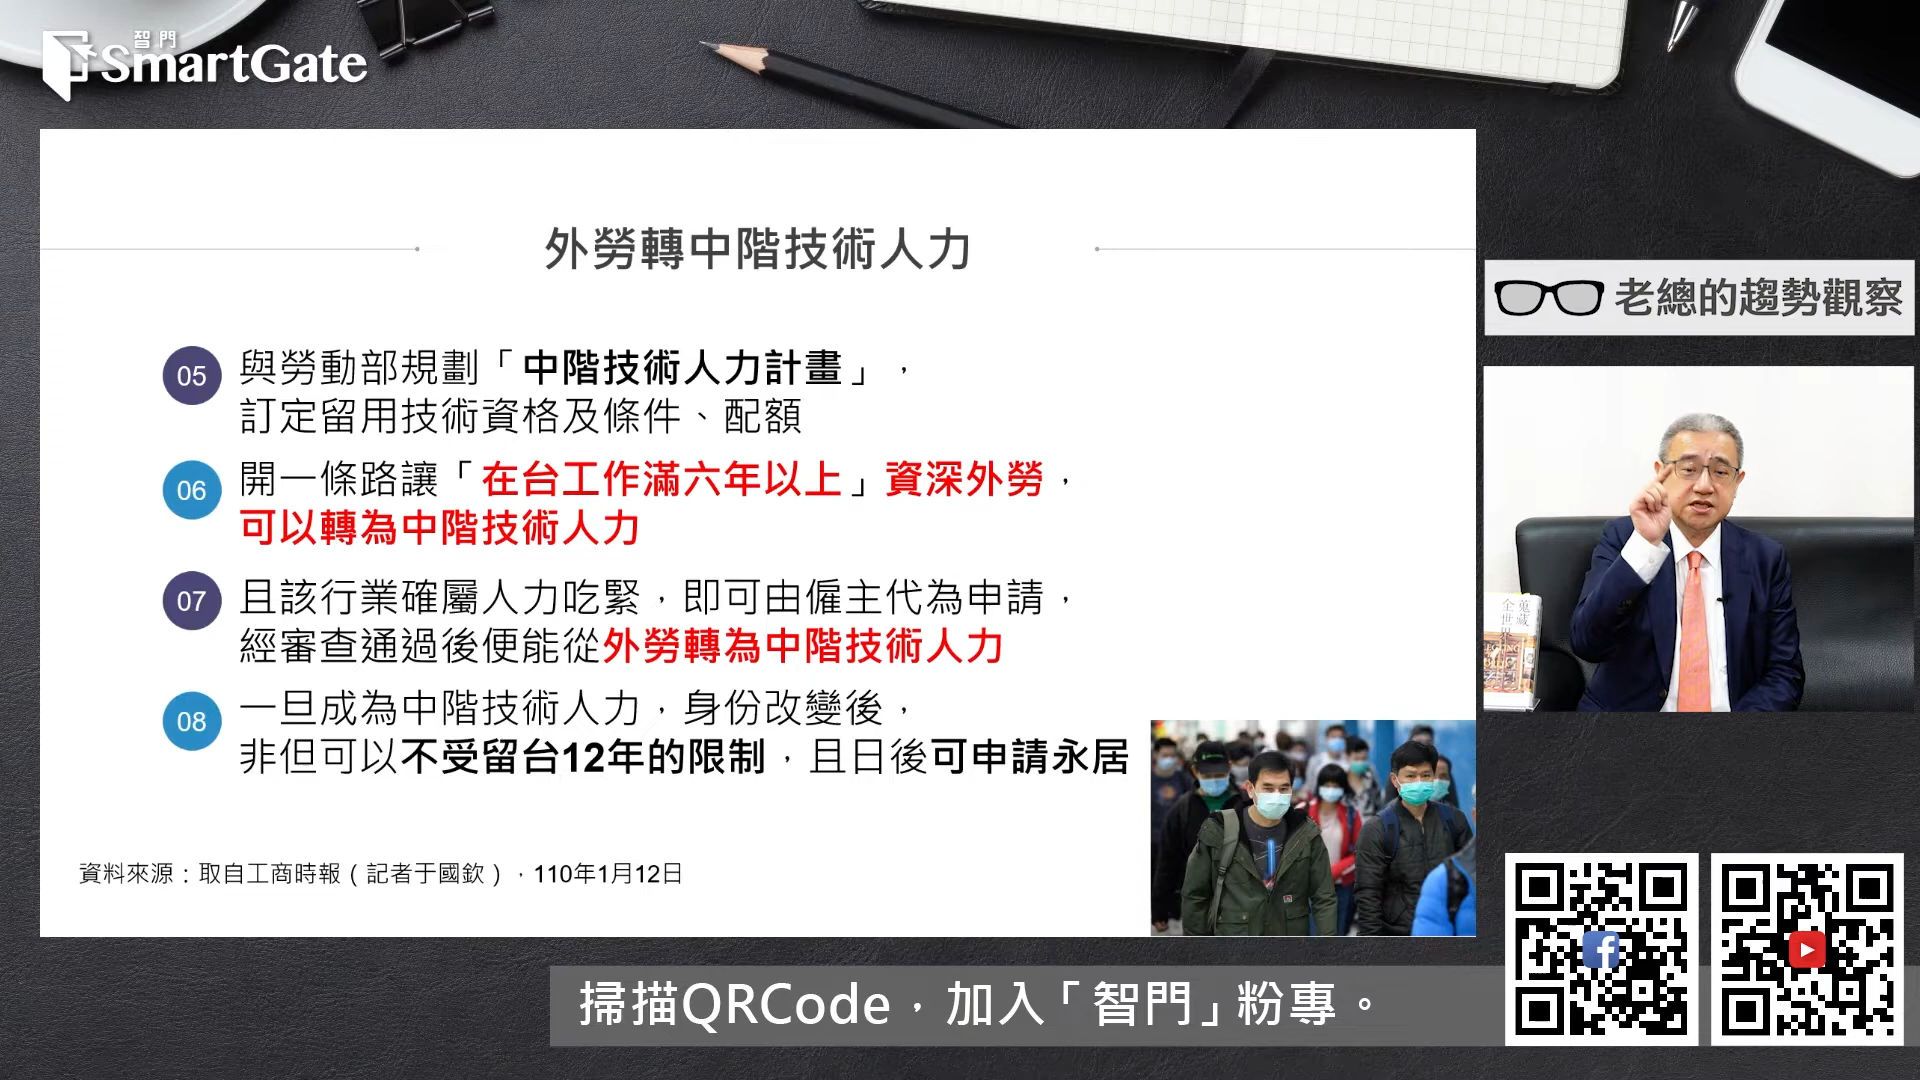 智門
SmartGate
外勞轉中階技術人力
05
與勞動部規劃「中階技術人力計畫」，
訂定留用技術資格及條件、配額
06
開一條路讓「在台工作滿六年以上」資深外勞，
可以轉為中階技術人力
07
且該行業確屬人力吃緊，即可由僱主代為申請，
經審查通過後便能從外勞轉為中階技術人力
08
一旦成為中階技術人力，身份改變後，
非但可以不受留台12年的限制，且日後可申請永居
資料來源：取自工商時報（記者于國欽），110年1月12日
老總的趨勢觀察
蒐藏
全世界
掃描QRCode，加入「智門」粉專。